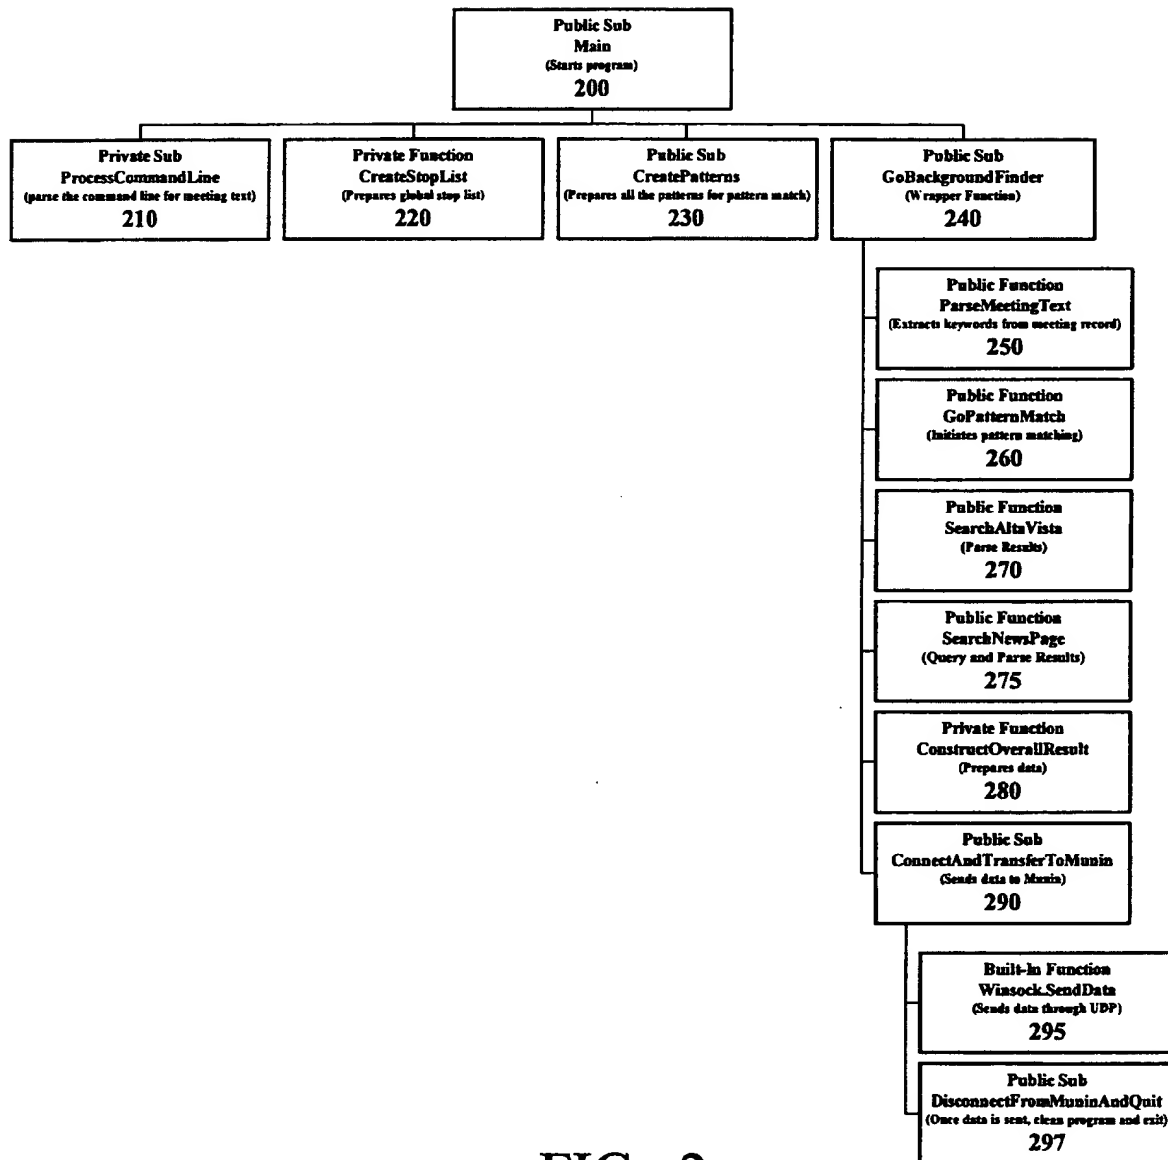 Public Sub
Main
(Starts program)
200
Private Sub
ProcessCommandLine
(parse the command line for meeting text)
210
Private Function
CreateStopList
(Prepares global stop list)
220
Public Sub
CreatePatterns
(Prepares all the patterns for pattern match)
230
Public Sub
GoBackgroundFinder
(Wrapper Function)
240
Public Function
ParseMeetingText
(Extracts keywords from meeting record)
250
Public Function
GoPatternMatch
(Initiates pattern matching)
260
Public Function
SearchAltaVista
(Parse Results)
270
Public Function
SearchNewsPage
(Query and Parse Results)
275
Private Function
ConstructOverallResult
(Prepares data)
280
Public Sub
ConnectAndTransferToMunin
(Sends data to Munin)
290
Built-In Function
Winsock.SendData
(Sends data through UDP)
295
Public Sub
DisconnectFromMuninAndQuit
(Once data is sent, clean program and exit)
297